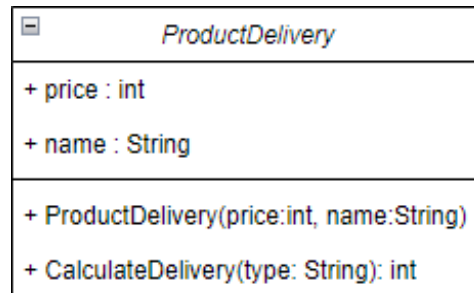 ProductDelivery
+ price : int
+ name : String
+ ProductDelivery(price:int, name:String)
+ CalculateDelivery(type: String): int